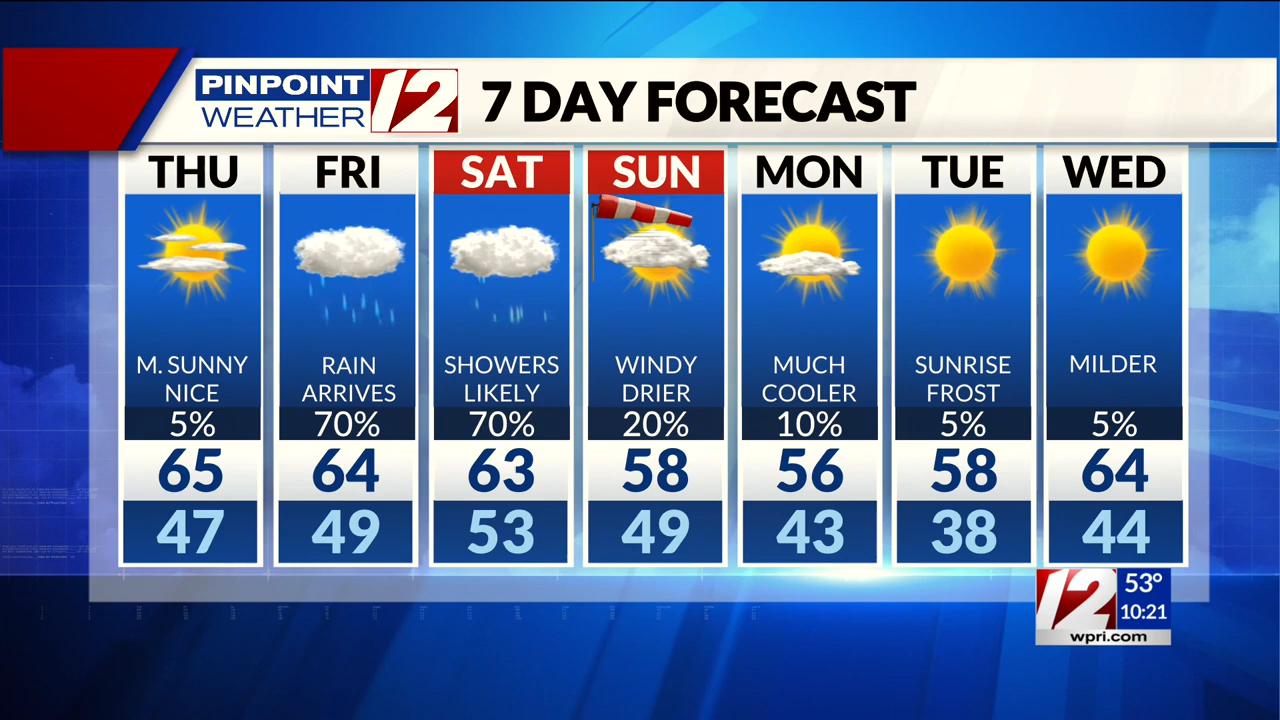 PINPOINT
WEATHER 12
7 DAY FORECAST
THU FRI SAT SUN MON TUE WED
M. SUNNY
NICE
RAIN
ARRIVES
SHOWERS
LIKELY
WINDY
DRIER
MUCH
COOLER
SUNRISE
FROST
MILDER
5% 70% 70% 20% 10% 5% 5%
65 64 63 58 56 58 64
47 49 53 49 43 38 44
12
53°
10:21
wpri.com